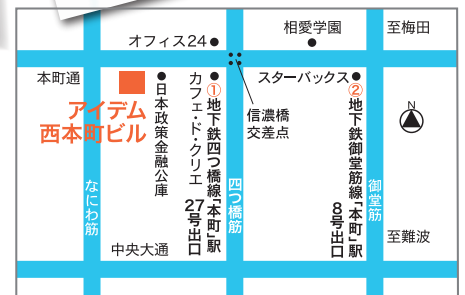 オフィス24
相愛学園
至梅田
本町通
スターバックス
アイデム
西本町ビル
日本政策金融公庫
カフェ・ド・クリエ
①地下鉄四つ橋線「本町」駅
27号出口
信濃橋
交差点
②地下鉄御堂筋線「本町」駅
8号出口
N
なにわ筋
四つ橋筋
御堂筋
中央大通
至難波